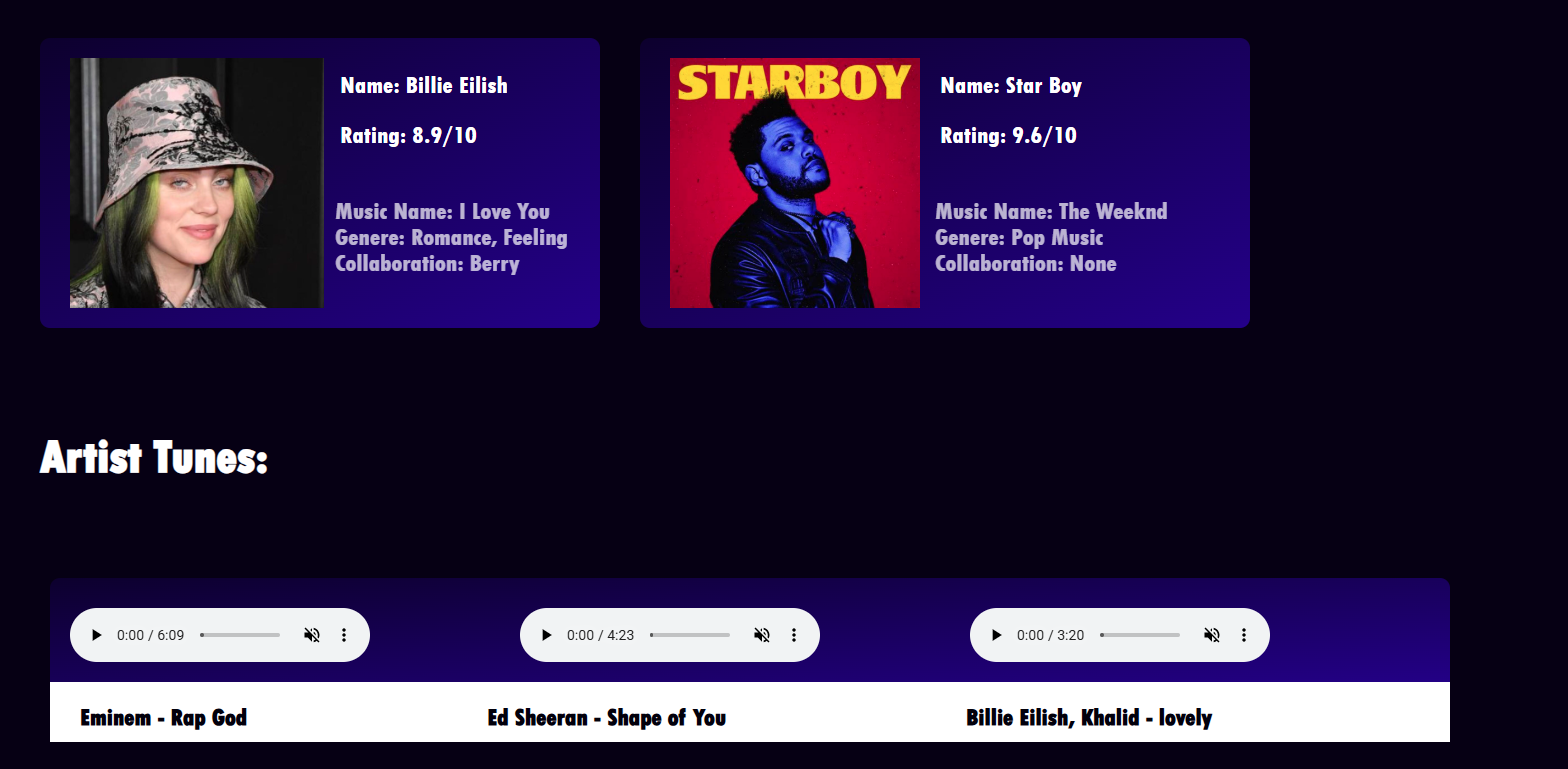 Name: Billie Eilish
Rating: 8.9/10
Music Name: I Love You
Genere: Romance, Feeling
Collaboration: Berry
STARBOY
Name: Star Boy
Rating: 9.6/10
Music Name: The Weeknd
Genere: Pop Music
Collaboration: None
Artist Tunes:
0:00 / 6:09
0:00 / 4:23
0:00 / 3:20
Eminem - Rap God
Ed Sheeran - Shape of You
Billie Eilish, Khalid - lovely